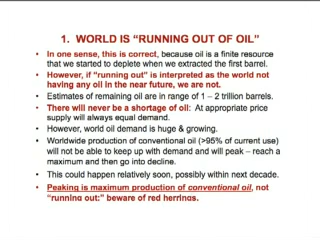 1. WORLD IS “RUNNING OUT OF OIL”
• In one sense, this is correct, because oil is a finite resource
that we started to deplete when we extracted the first barrel.
• However, if “running out” is interpreted as the world not
having any oil in the near future, we are not.
• Estimates of remaining oil are in range of 1 – 2 trillion barrels.
• There will never be a shortage of oil: At appropriate price
supply will always equal demand.
• However, world oil demand is huge & growing.
• Worldwide production of conventional oil (>95% of current use)
will not be able to keep up with demand and will peak – reach a
maximum and then go into decline.
• This could happen relatively soon, possibly within next decade.
• Peaking is maximum production of conventional oil, not
“running out:” beware of red herrings.